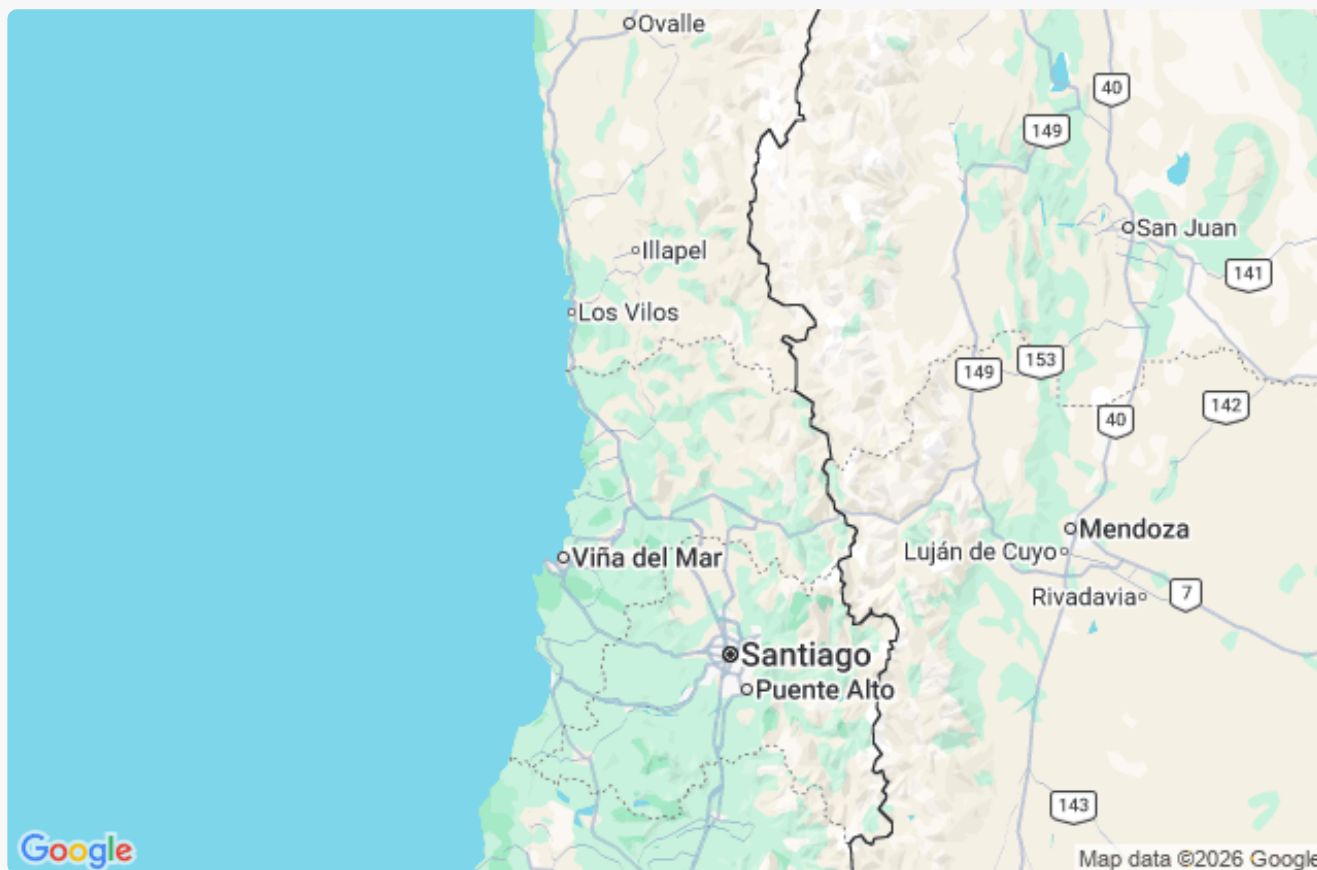 Ovalle
40
149
San Juan
Illapel
141
Los Vilos
153
149
142
40
Mendoza
Viña del Mar
Luján de Cuyo
Rivadavia
7
Santiago
Puente Alto
143
Google
Map data ©2026 Google